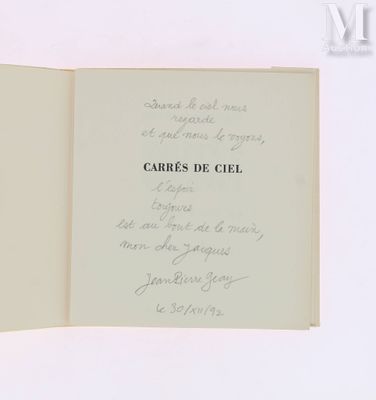 M
Auction
Quand le ciel nous
regarde
et que nous le voyons,
CARRÉS DE CIEL
l'espoir
toujours
est au bout de la main,
mon cher Jacques
Jean Pierre Geay
le 30/XII/92